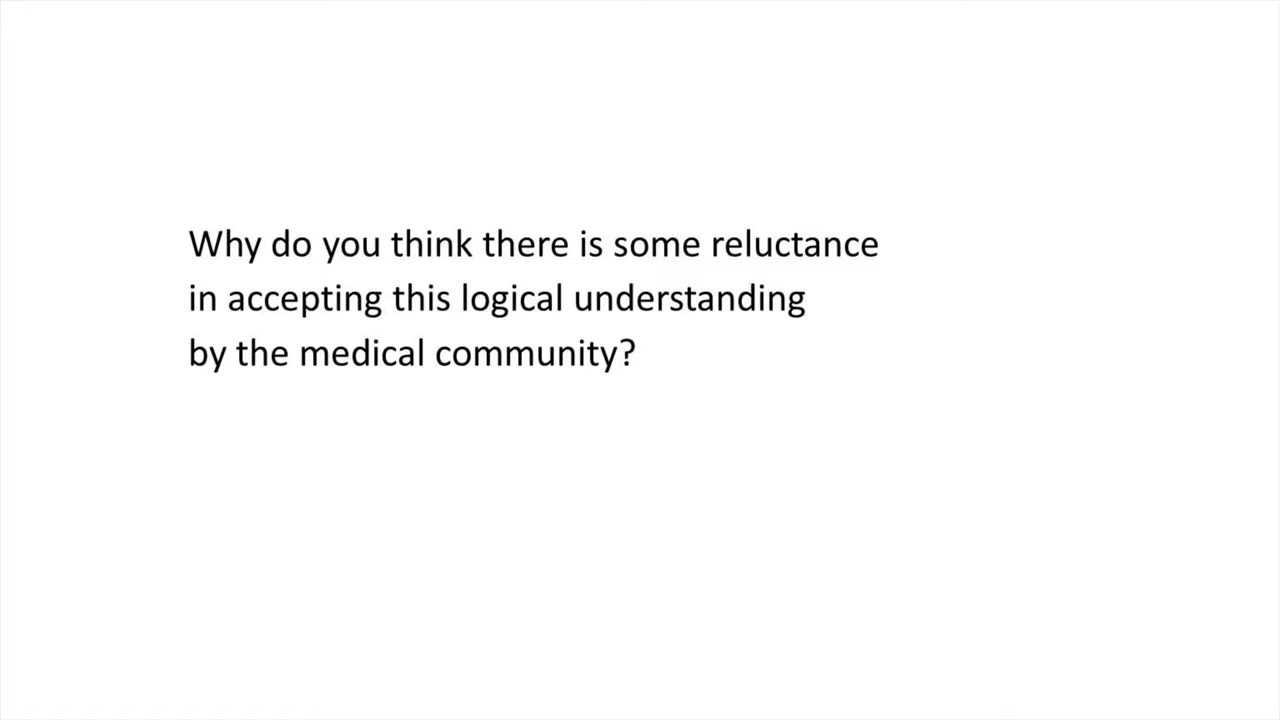 Why do you think there is some reluctance
in accepting this logical understanding
by the medical community?